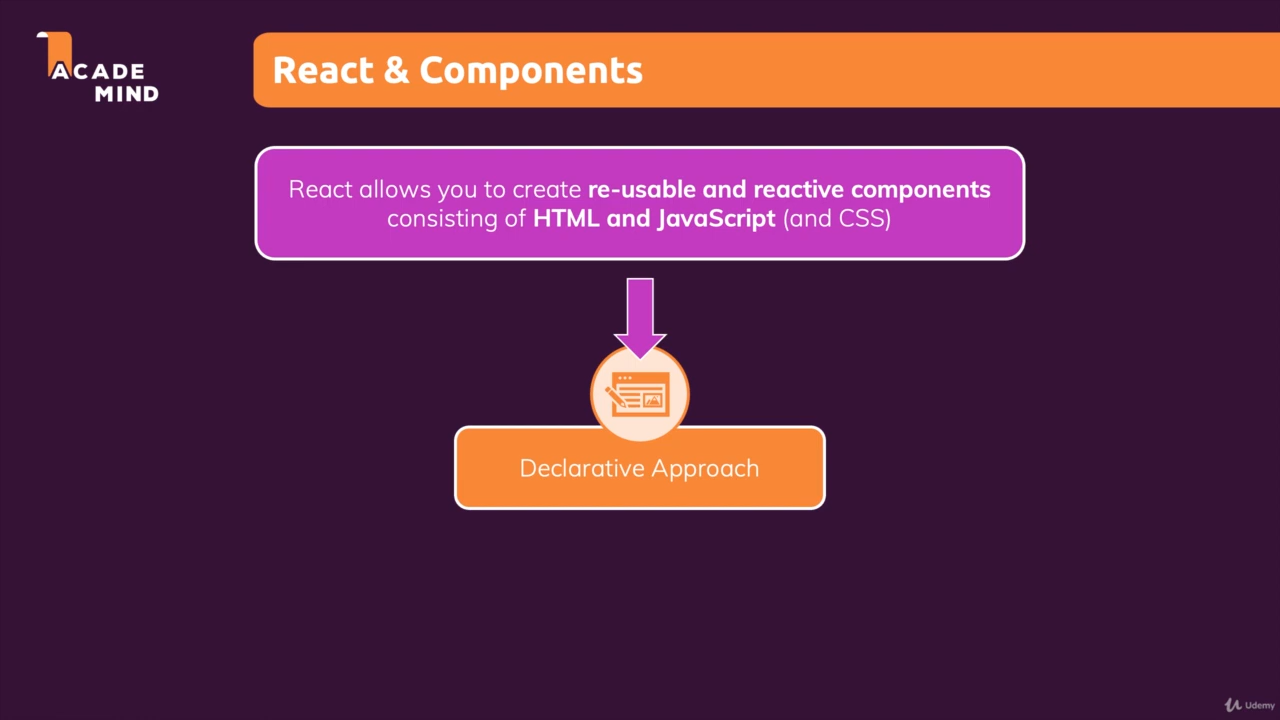 ACADE
MIND
React & Components
React allows you to create re-usable and reactive components
consisting of HTML and JavaScript (and CSS)
Declarative Approach
Udemy